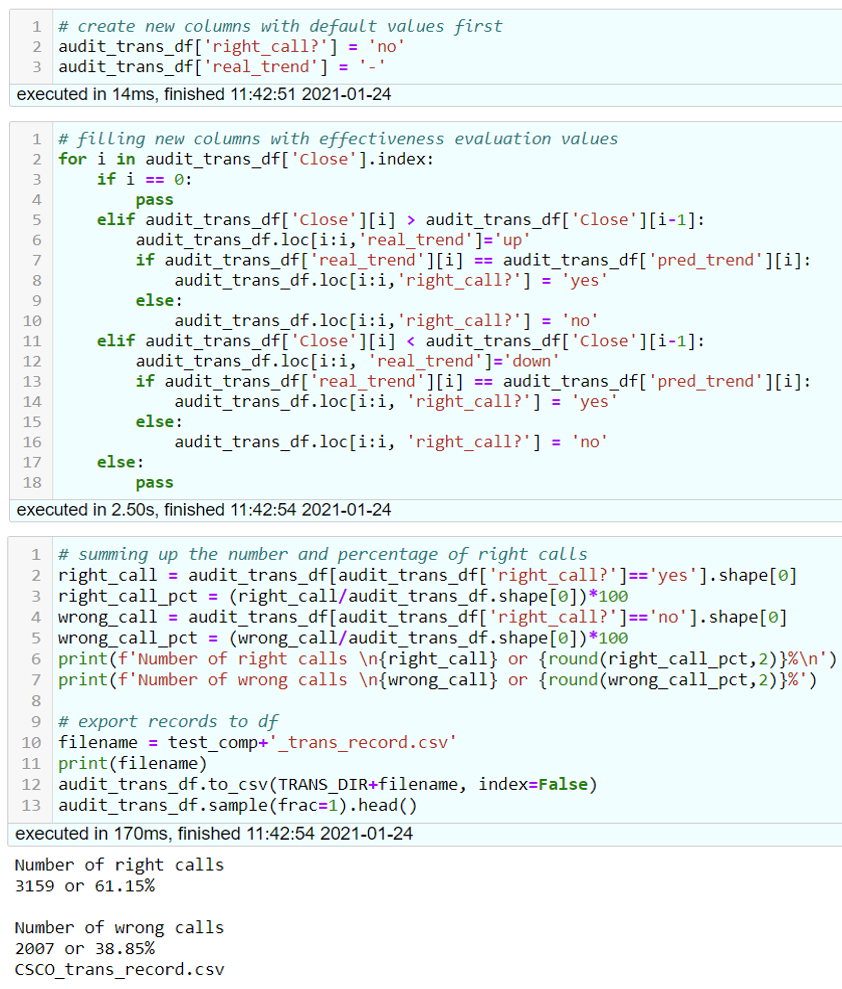 1 # create new columns with default values first
2 audit_trans_df['right_call?'] = 'no'
3 audit_trans_df['real_trend'] = '-'
executed in 14ms, finished 11:42:51 2021-01-24
1 # filling new columns with effectiveness evaluation values
2 for i in audit_trans_df['Close'].index:
3     if i == 0:
4         pass
5     elif audit_trans_df['Close'][i] > audit_trans_df['Close'][i-1]:
6         audit_trans_df.loc[i:i,'real_trend']='up'
7         if audit_trans_df['real_trend'][i] == audit_trans_df['pred_trend'][i]:
8             audit_trans_df.loc[i:i,'right_call?'] = 'yes'
9         else:
10             audit_trans_df.loc[i:i,'right_call?'] = 'no'
11     elif audit_trans_df['Close'][i] < audit_trans_df['Close'][i-1]:
12         audit_trans_df.loc[i:i, 'real_trend']='down'
13         if audit_trans_df['real_trend'][i] == audit_trans_df['pred_trend'][i]:
14             audit_trans_df.loc[i:i, 'right_call?'] = 'yes'
15         else:
16             audit_trans_df.loc[i:i, 'right_call?'] = 'no'
17     else:
18         pass
executed in 2.50s, finished 11:42:54 2021-01-24
1 # summing up the number and percentage of right calls
2 right_call = audit_trans_df[audit_trans_df['right_call?']=='yes'].shape[0]
3 right_call_pct = (right_call/audit_trans_df.shape[0])*100
4 wrong_call = audit_trans_df[audit_trans_df['right_call?']=='no'].shape[0]
5 wrong_call_pct = (wrong_call/audit_trans_df.shape[0])*100
6 print(f'Number of right calls \n{right_call} or {round(right_call_pct,2)}%\n')
7 print(f'Number of wrong calls \n{wrong_call} or {round(wrong_call_pct,2)}%')
8
9 # export records to df
10 filename = test_comp+'_trans_record.csv'
11 print(filename)
12 audit_trans_df.to_csv(TRANS_DIR+filename, index=False)
13 audit_trans_df.sample(frac=1).head()
executed in 170ms, finished 11:42:54 2021-01-24
Number of right calls
3159 or 61.15%
Number of wrong calls
2007 or 38.85%
CSCO_trans_record.csv